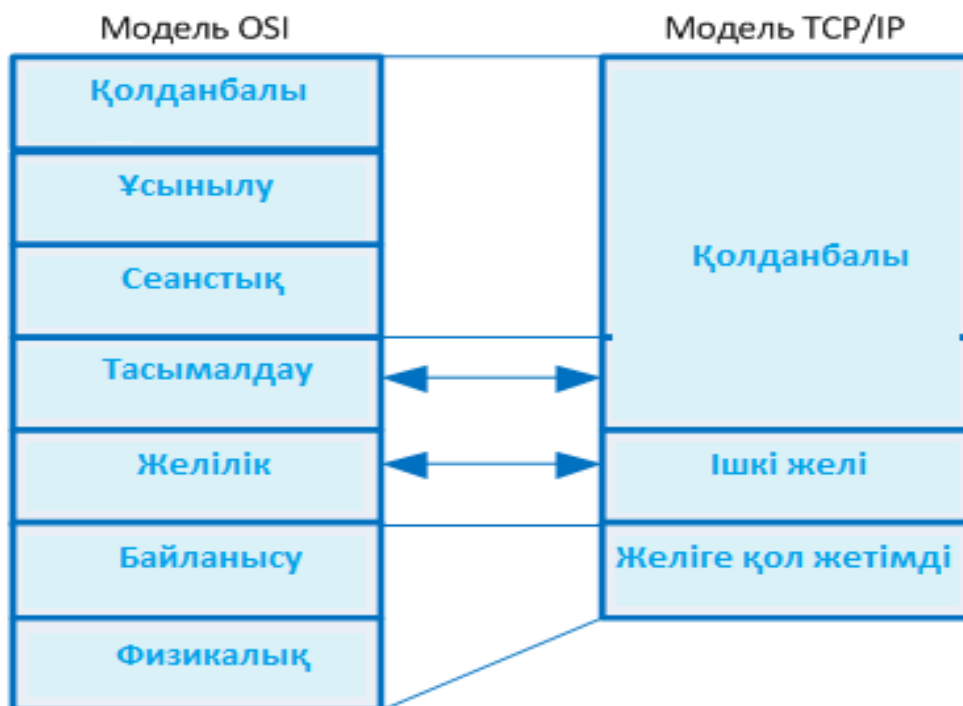 Модель OSI
Қолданбалы
Ұсынылу
Сеанстық
Тасымалдау
Желілік
Байланысу
Физикалық
Модель TCP/IP
Қолданбалы
Ішкі желі
Желіге қол жетімді